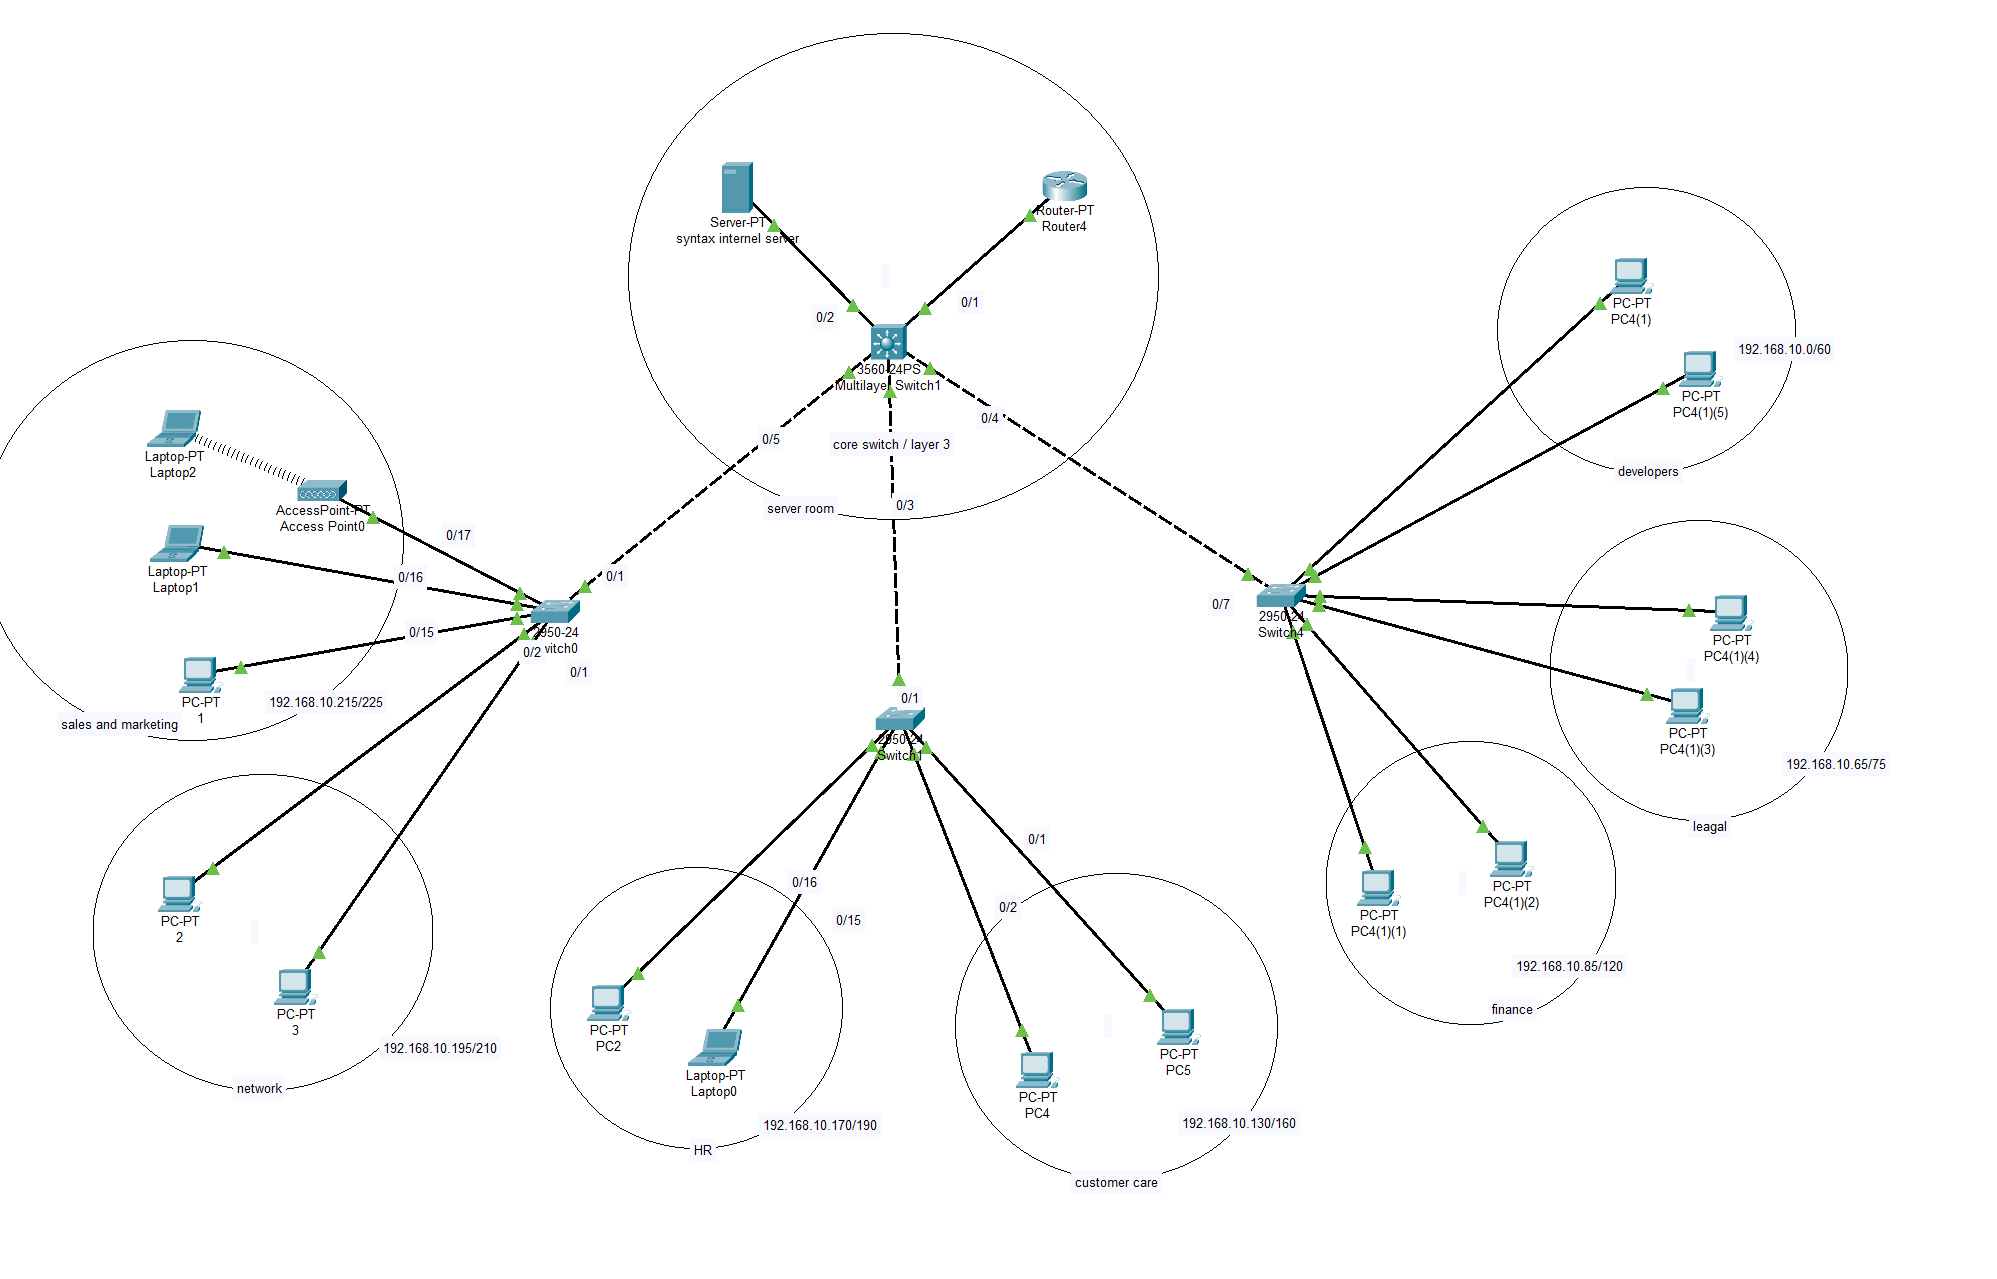 Server-PT
syntax internet server
Router-PT
Router4
0/2
0/1
3560-24PS
Multilayer Switch1
0/5
core switch / layer 3
0/4
server room
0/3
Laptop-PT
Laptop2
AccessPoint-PT
Access Point0
0/17
Laptop-PT
Laptop1
0/16
0/1
0/15
2950-24
0/2
0/1
PC-PT
1
192.168.10.215/225
sales and marketing
PC-PT
2
PC-PT
3
192.168.10.195/210
network
0/1
2950-24
Switch1
0/16
0/15
0/1
0/2
PC-PT
PC2
Laptop-PT
Laptop0
192.168.10.170/190
HR
PC-PT
PC4
PC-PT
PC5
192.168.10.130/160
customer care
0/7
2950-24
Switch4
PC-PT
PC4(1)
192.168.10.0/60
PC-PT
PC4(1)(5)
developers
PC-PT
PC4(1)(4)
PC-PT
PC4(1)(3)
192.168.10.65/75
leagal
PC-PT
PC4(1)(2)
PC-PT
PC4(1)(1)
192.168.10.85/120
finance